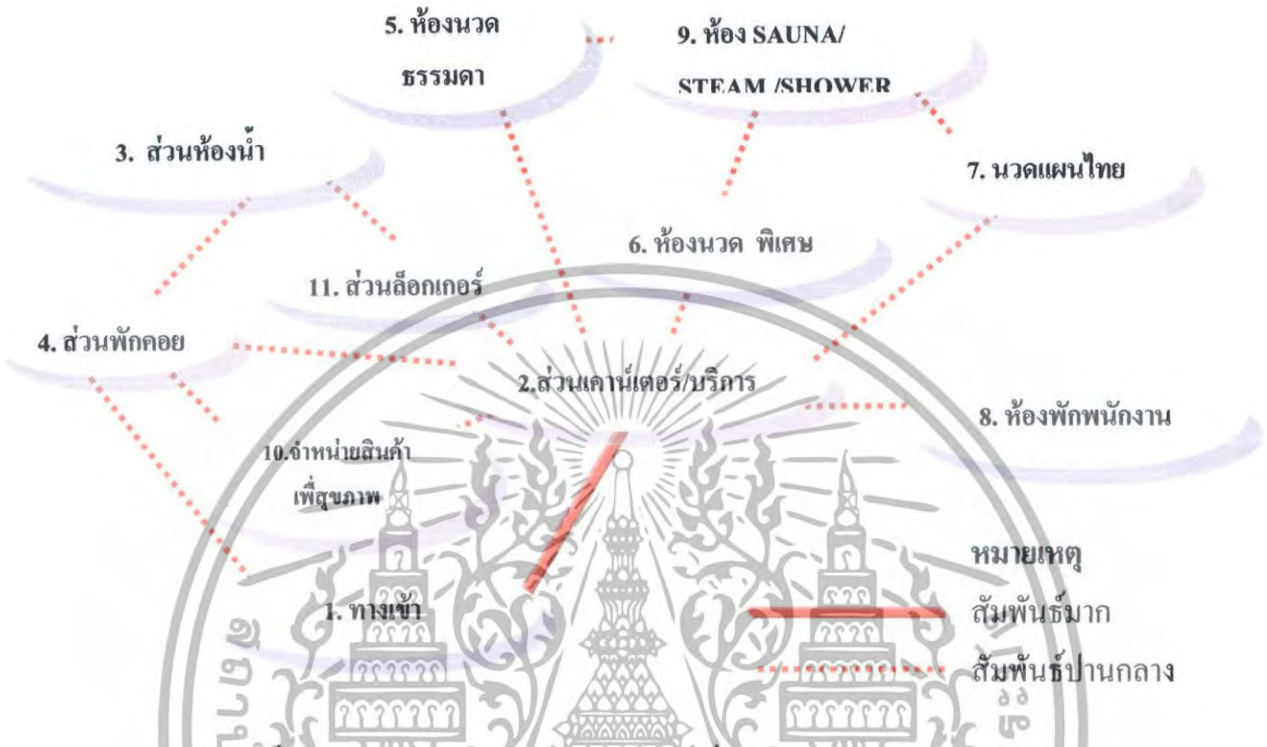 5. ห้องนวด
ธรรมดา
9. ห้อง SAUNA/
STEAM /SHOWER
3. ส่วนห้องน้ำ
7. นวดแผนไทย
6. ห้องนวด พิเศษ
11. ส่วนล็อกเกอร์
4. ส่วนพักคอย
2.ส่วนเคาน์เตอร์/บริการ
8. ห้องพักพนักงาน
10.จำหน่ายสินค้า
เพื่สุขภาพ
1. ทางเข้า
หมายเหตุ
สัมพันธ์มาก
สัมพันธ์ปานกลาง